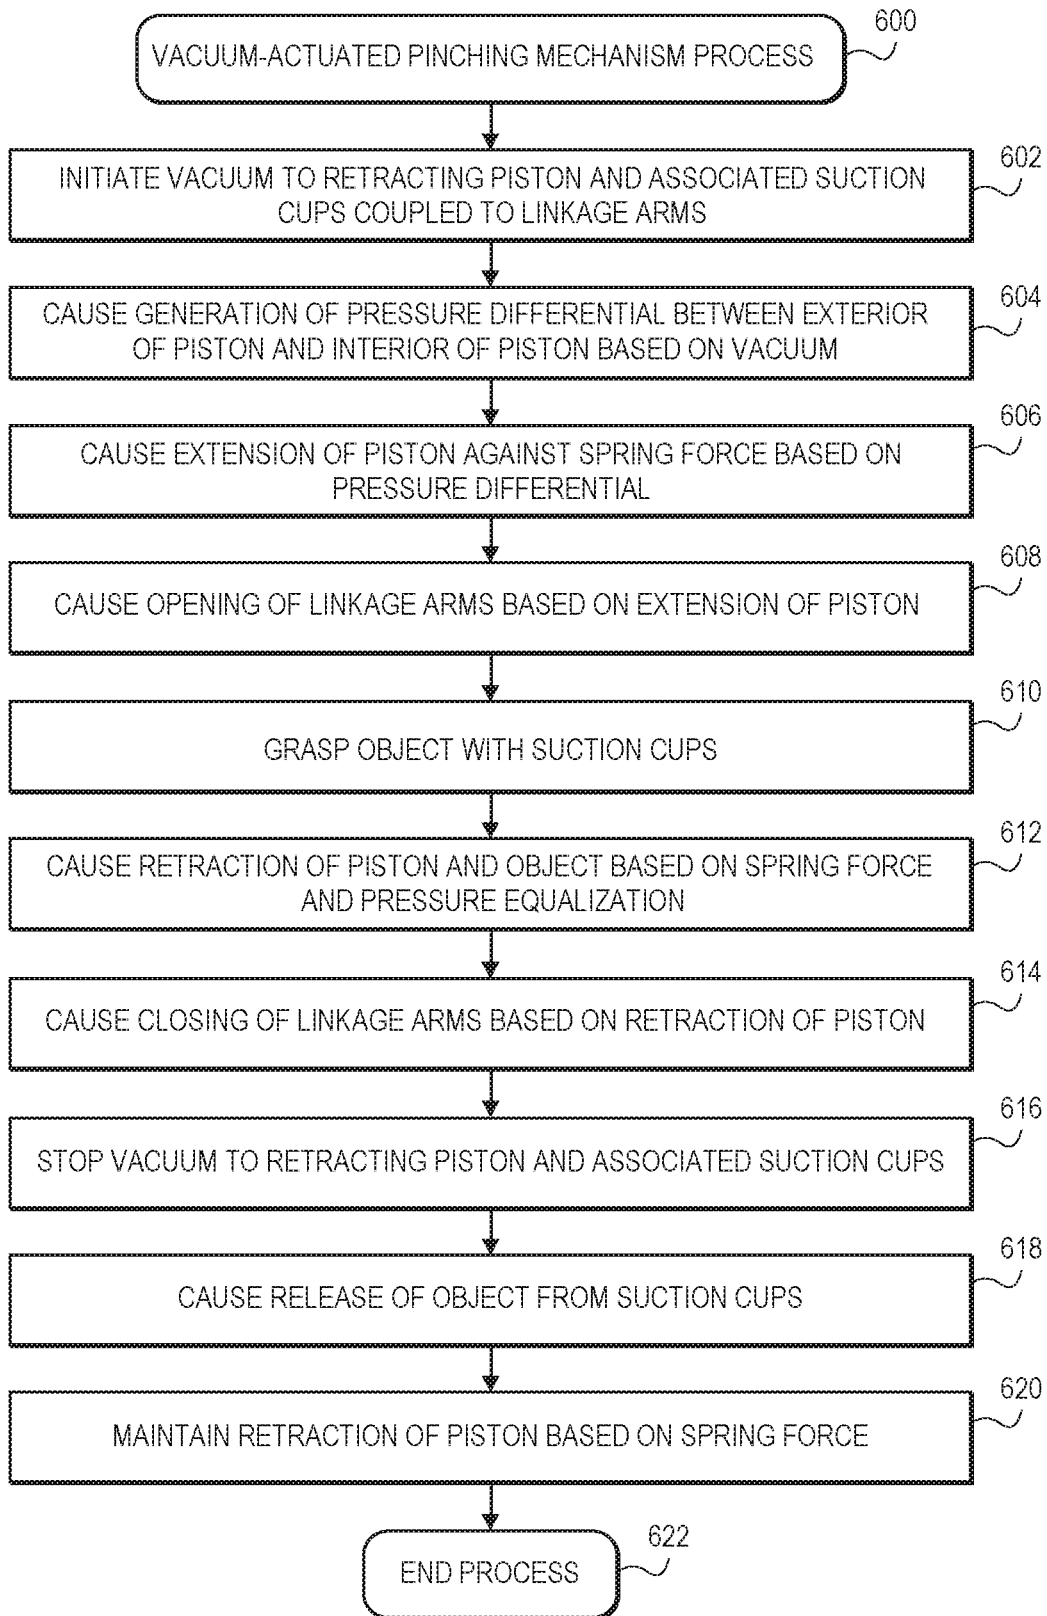 600
VACUUM-ACTUATED PINCHING MECHANISM PROCESS
602
INITIATE VACUUM TO RETRACTING PISTON AND ASSOCIATED SUCTION
CUPS COUPLED TO LINKAGE ARMS
604
CAUSE GENERATION OF PRESSURE DIFFERENTIAL BETWEEN EXTERIOR
OF PISTON AND INTERIOR OF PISTON BASED ON VACUUM
606
CAUSE EXTENSION OF PISTON AGAINST SPRING FORCE BASED ON
PRESSURE DIFFERENTIAL
608
CAUSE OPENING OF LINKAGE ARMS BASED ON EXTENSION OF PISTON
610
GRASP OBJECT WITH SUCTION CUPS
612
CAUSE RETRACTION OF PISTON AND OBJECT BASED ON SPRING FORCE
AND PRESSURE EQUALIZATION
614
CAUSE CLOSING OF LINKAGE ARMS BASED ON RETRACTION OF PISTON
616
STOP VACUUM TO RETRACTING PISTON AND ASSOCIATED SUCTION CUPS
618
CAUSE RELEASE OF OBJECT FROM SUCTION CUPS
620
MAINTAIN RETRACTION OF PISTON BASED ON SPRING FORCE
622
END PROCESS